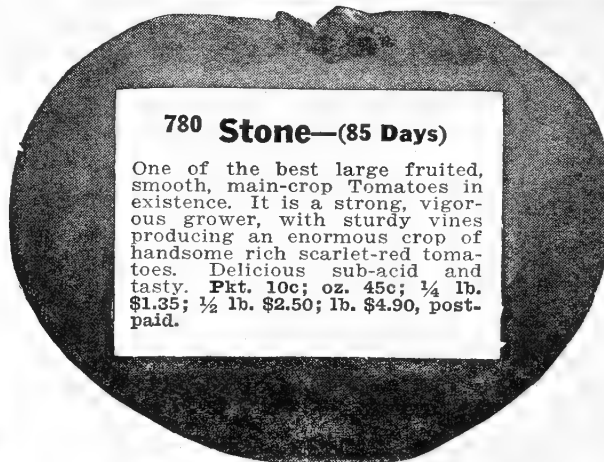 780 Stone—(85 Days)
One of the best large fruited,
smooth, main-crop Tomatoes in
existence. It is a strong, vigor-
ous grower, with sturdy vines
producing an enormous crop of
handsome rich scarlet-red toma-
toes. Delicious sub-acid and
tasty. Pkt. 10c; oz. 45c; ¼ lb.
$1.35; ½ lb. $2.50; lb. $4.90, post-
paid.